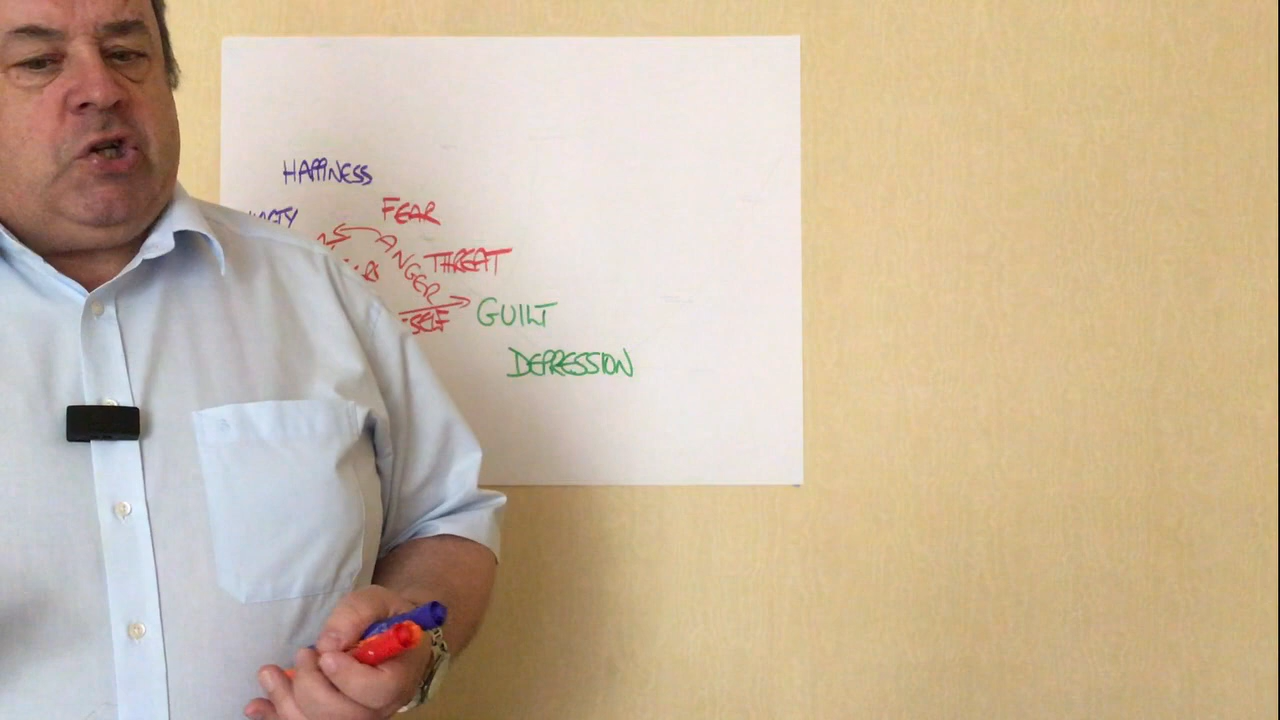 HAPPINESS
FEAR
ANGER
THREAT
GUILT
DEPRESSION